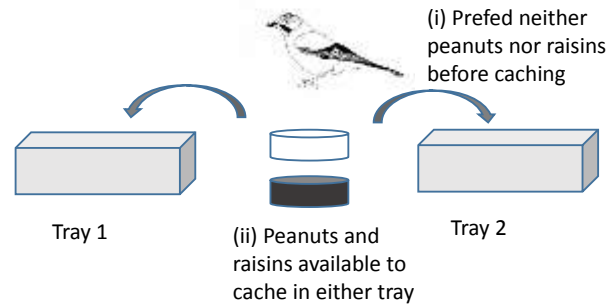 (i) Prefed neither
peanuts nor raisins
before caching
Tray 1
(ii) Peanuts and
raisins available to
cache in either tray
Tray 2